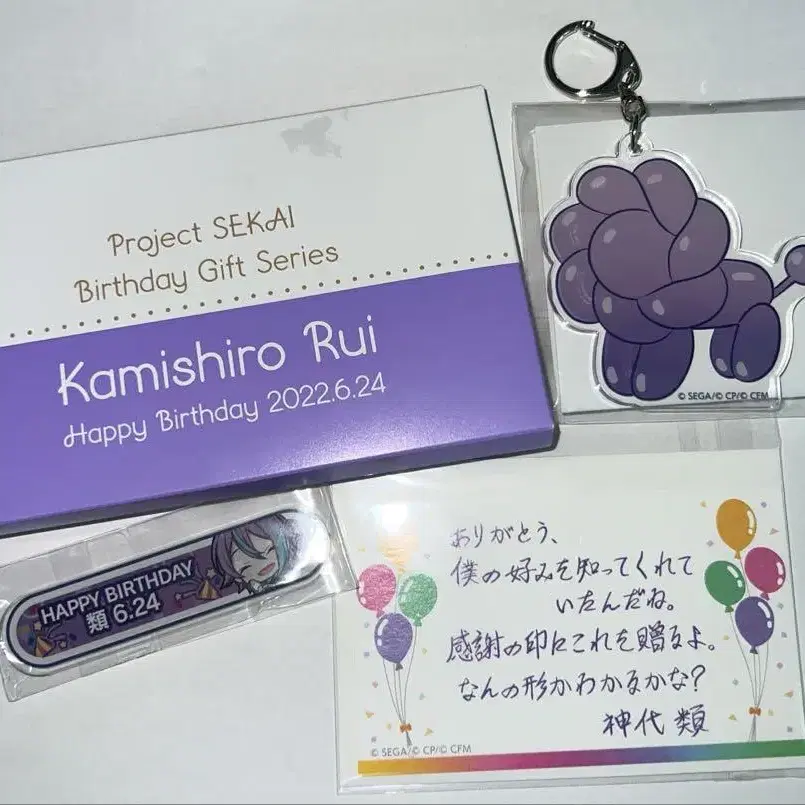 Project SEKAI
Birthday Gift Series
Kamishiro Rui
Happy Birthday 2022.6.24
© SEGA/© CP/© CFM
HAPPY BIRTHDAY
類 6.24
ありがとう、
僕の好みを知ってくれて
いたんだね。
感謝の印にこれを贈るよ。
なんの形かわかるかな?
神代 類
© SEGA/© CP/© CFM